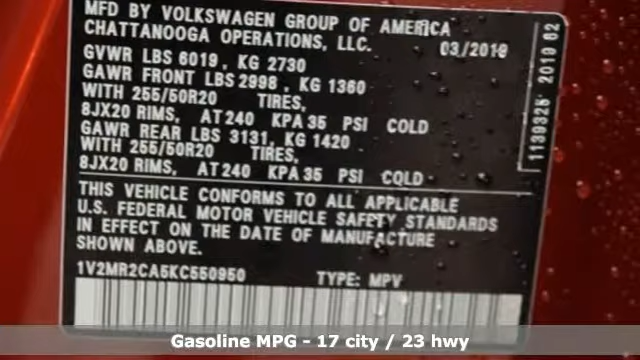 MFD BY VOLKSWAGEN GROUP OF AMERICA
CHATTANOOGA OPERATIONS, LLC. 03/2019
GVWR LBS 6019, KG 2730
GAWR FRONT LBS 2998, KG 1360
WITH 255/50R20 TIRES,
8JX20 RIMS, AT 240 KPA 35 PSI COLD
GAWR REAR LBS 3131, KG 1420
WITH 255/50R20 TIRES,
8JX20 RIMS, AT 240 KPA 35 PSI COLD
THIS VEHICLE CONFORMS TO ALL APPLICABLE
U.S. FEDERAL MOTOR VEHICLE SAFETY STANDARDS
IN EFFECT ON THE DATE OF MANUFACTURE
SHOWN ABOVE.
1V2MR2CA5KC550950 TYPE: MPV
1139325 2019 62
Gasoline MPG - 17 city / 23 hwy